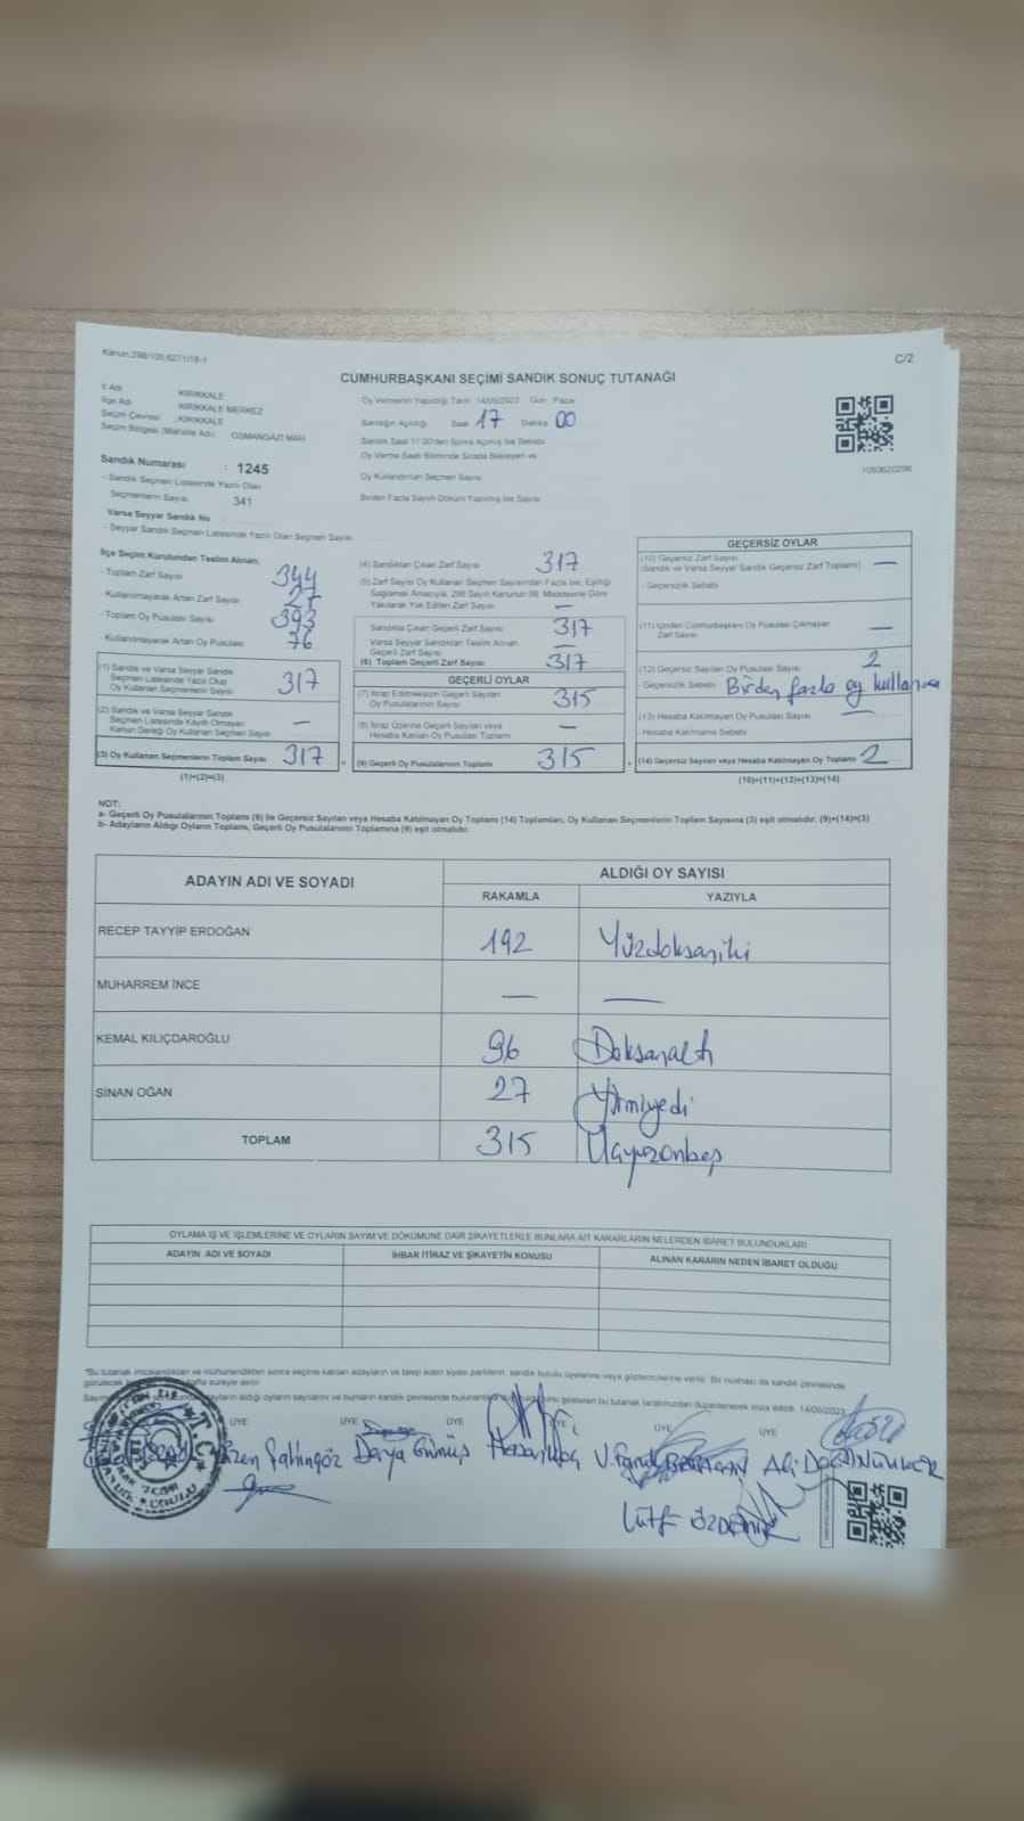 Kanun:298/105,6271/18-1
C/2
CUMHURBAŞKANI SEÇİMİ SANDIK SONUÇ TUTANAĞI
İl Adı KIRIKKALE
İlçe Adı KIRIKKALE MERKEZ
Seçim Çevresi KIRIKKALE
Seçim Bölgesi (Mahalle Adı) OSMANGAZİ MAH.
Oy Vermenin Yapıldığı Tarih 14/05/2023 Gün Pazar
Sandığın Açıldığı Saat 17 Dakika 00
Sandık Saat 17.00'den Sonra Açılmış İse Sebebi
Oy Verme Saati Bitiminde Sırada Bekleyen ve
Oy Kullandırılan Seçmen Sayısı
Birden Fazla Sayım Döküm Yapılmış İse Sayısı
Sandık Numarası : 1245
- Sandık Seçmen Listesinde Yazılı Olan
Seçmenlerin Sayısı 341
Varsa Seyyar Sandık No
- Seyyar Sandık Seçmen Listesinde Yazılı Olan Seçmen Sayısı
İlçe Seçim Kurulundan Teslim Alınan;
- Toplam Zarf Sayısı 344
- Kullanılmayarak Artan Zarf Sayısı 27
- Toplam Oy Pusulası Sayısı 393
- Kullanılmayarak Artan Oy Pusulası 76
(1) Sandık ve Varsa Seyyar Sandık
Seçmen Listesinde Yazılı Olup
Oy Kullanan Seçmenlerin Sayısı 317
(2) Sandık ve Varsa Seyyar Sandık
Seçmen Listesinde Kayıtlı Olmayan
Kanun Gereği Oy Kullanan Seçmen Sayısı —
(3) Oy Kullanan Seçmenlerin Toplam Sayısı 317
(1)+(2)=(3)
(4) Sandıktan Çıkan Zarf Sayısı 317
(5) Zarf Sayısı Oy Kullanan Seçmen Sayısından Fazla ise, Eşitliği
Sağlamak Amacıyla, 298 Sayılı Kanunun 98. Maddesine Göre
Yakılarak Yok Edilen Zarf Sayısı —
Sandıkta Çıkan Geçerli Zarf Sayısı 317
Varsa Seyyar Sandıktan Teslim Alınan
Geçerli Zarf Sayısı —
(6) Toplam Geçerli Zarf Sayısı 317
GEÇERLİ OYLAR
(7) İtiraz Edilmeksizin Geçerli Sayılan
Oy Pusulalarının Sayısı 315
(8) İtiraz Üzerine Geçerli Sayılan veya
Hesaba Katılan Oy Pusulası Toplamı —
(9) Geçerli Oy Pusulalarının Toplamı 315
GEÇERSİZ OYLAR
(10) Geçersiz Zarf Sayısı
(Sandık ve Varsa Seyyar Sandık Geçersiz Zarf Toplamı) —
- Geçersizlik Sebebi
(11) İçinden Cumhurbaşkanı Oy Pusulası Çıkmayan
Zarf Sayısı —
(12) Geçersiz Sayılan Oy Pusulası Sayısı 2
Geçersizlik Sebebi Birden fazla oy kullanma
(13) Hesaba Katılmayan Oy Pusulası Sayısı —
- Hesaba Katılmama Sebebi
(14) Geçersiz Sayılan veya Hesaba Katılmayan Oy Toplamı 2
(10)+(11)+(12)+(13)=(14)
NOT:
a- Geçerli Oy Pusulalarının Toplamı (9) ile Geçersiz Sayılan veya Hesaba Katılmayan Oy Toplamı (14) Toplamları, Oy Kullanan Seçmenlerin Toplam Sayısına (3) eşit olmalıdır. (9)+(14)=(3)
b- Adayların Aldığı Oyların Toplamı, Geçerli Oy Pusulalarının Toplamına (9) eşit olmalıdır.
ADAYIN ADI VE SOYADI
ALDIĞI OY SAYISI
RAKAMLA YAZIYLA
RECEP TAYYİP ERDOĞAN 192 Yüzdoksaniki
MUHARREM İNCE — —
KEMAL KILIÇDAROĞLU 96 Doksanaltı
SİNAN OĞAN 27 Yirmiyedi
TOPLAM 315 Üçyüzonbeş
OYLAMA İŞ VE İŞLEMLERİNE VE OYLARIN SAYIM VE DÖKÜMÜNE DAİR ŞİKAYETLERLE BUNLARA AİT KARARLARIN NELERDEN İBARET BULUNDUKLARI
ADAYIN ADI VE SOYADI İHBAR İTİRAZ VE ŞİKAYETİN KONUSU ALINAN KARARIN NEDEN İBARET OLDUĞU
ÜYE ÜYE ÜYE ÜYE ÜYE ÜYE
Şahingöz Derya Gümüş Ali
Lütfi ÖZDEMİR
T.C.